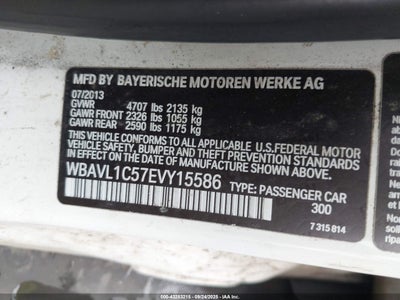 MFD BY BAYERISCHE MOTOREN WERKE AG
07/2013
GVWR 4707 lbs 2135 kg
GAWR FRONT 2326 lbs 1055 kg
GAWR REAR 2590 lbs 1175 kg
THIS VEHICLE CONFORMS TO ALL APPLICABLE U.S.FEDERAL MOTOR
VEHICLE SAFETY, BUMPER AND THEFT PREVENTION STANDARDS
IN EFFECT ON THE DATE OF MANUFACTURE SHOWN ABOVE.
WBAVL1C57EVY15586 TYPE: PASSENGER CAR
300
7 315 814